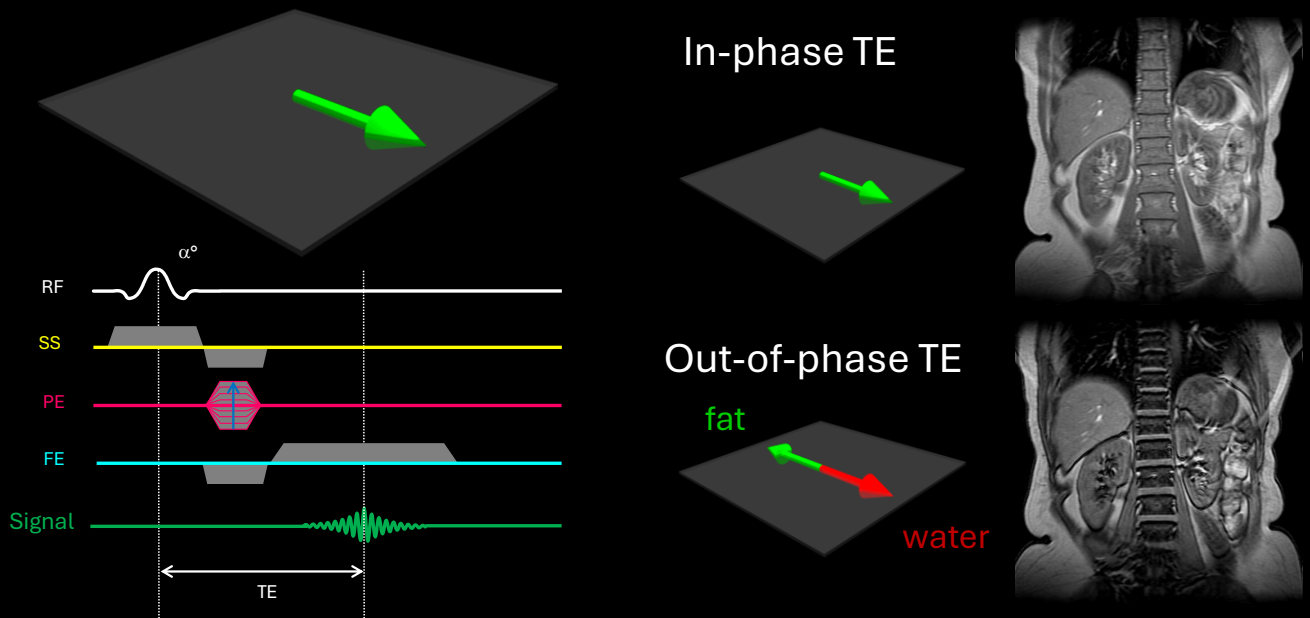 In-phase TE
α°
RF
SS
PE
FE
Signal
TE
Out-of-phase TE
fat
water